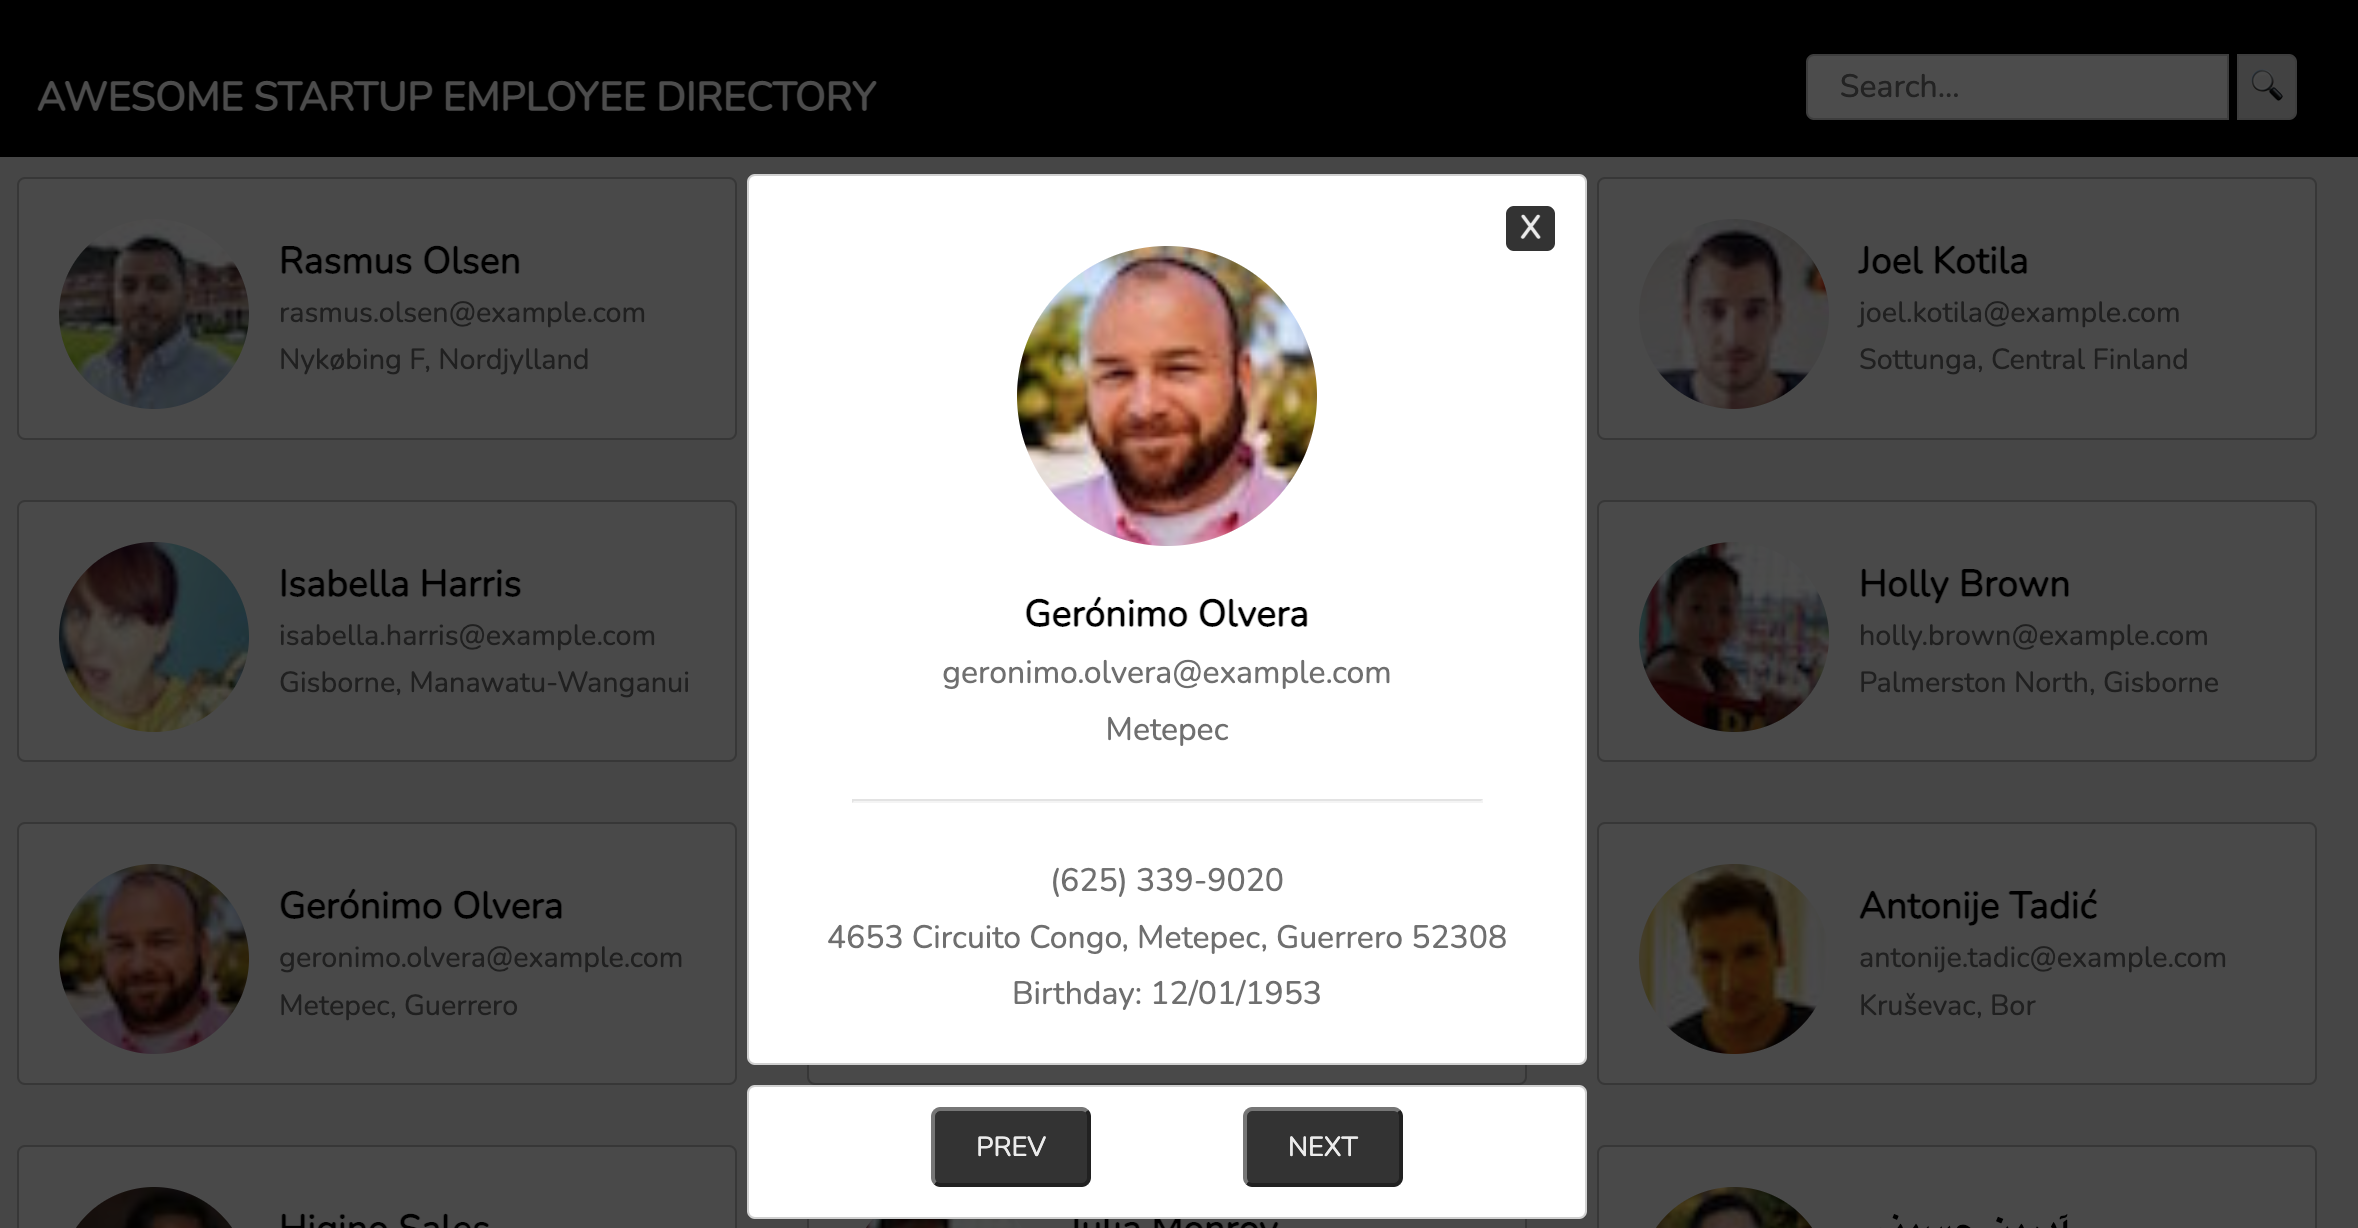 AWESOME STARTUP EMPLOYEE DIRECTORY
Search...
X
Rasmus Olsen
rasmus.olsen@example.com
Nykøbing F, Nordjylland
Joel Kotila
joel.kotila@example.com
Sottunga, Central Finland
Isabella Harris
isabella.harris@example.com
Gisborne, Manawatu-Wanganui
Gerónimo Olvera
geronimo.olvera@example.com
Metepec
(625) 339-9020
4653 Circuito Congo, Metepec, Guerrero 52308
Birthday: 12/01/1953
Holly Brown
holly.brown@example.com
Palmerston North, Gisborne
Gerónimo Olvera
geronimo.olvera@example.com
Metepec, Guerrero
Antonije Tadić
antonije.tadic@example.com
Kruševac, Bor
PREV
NEXT
Higino Sales
Julia Monroy